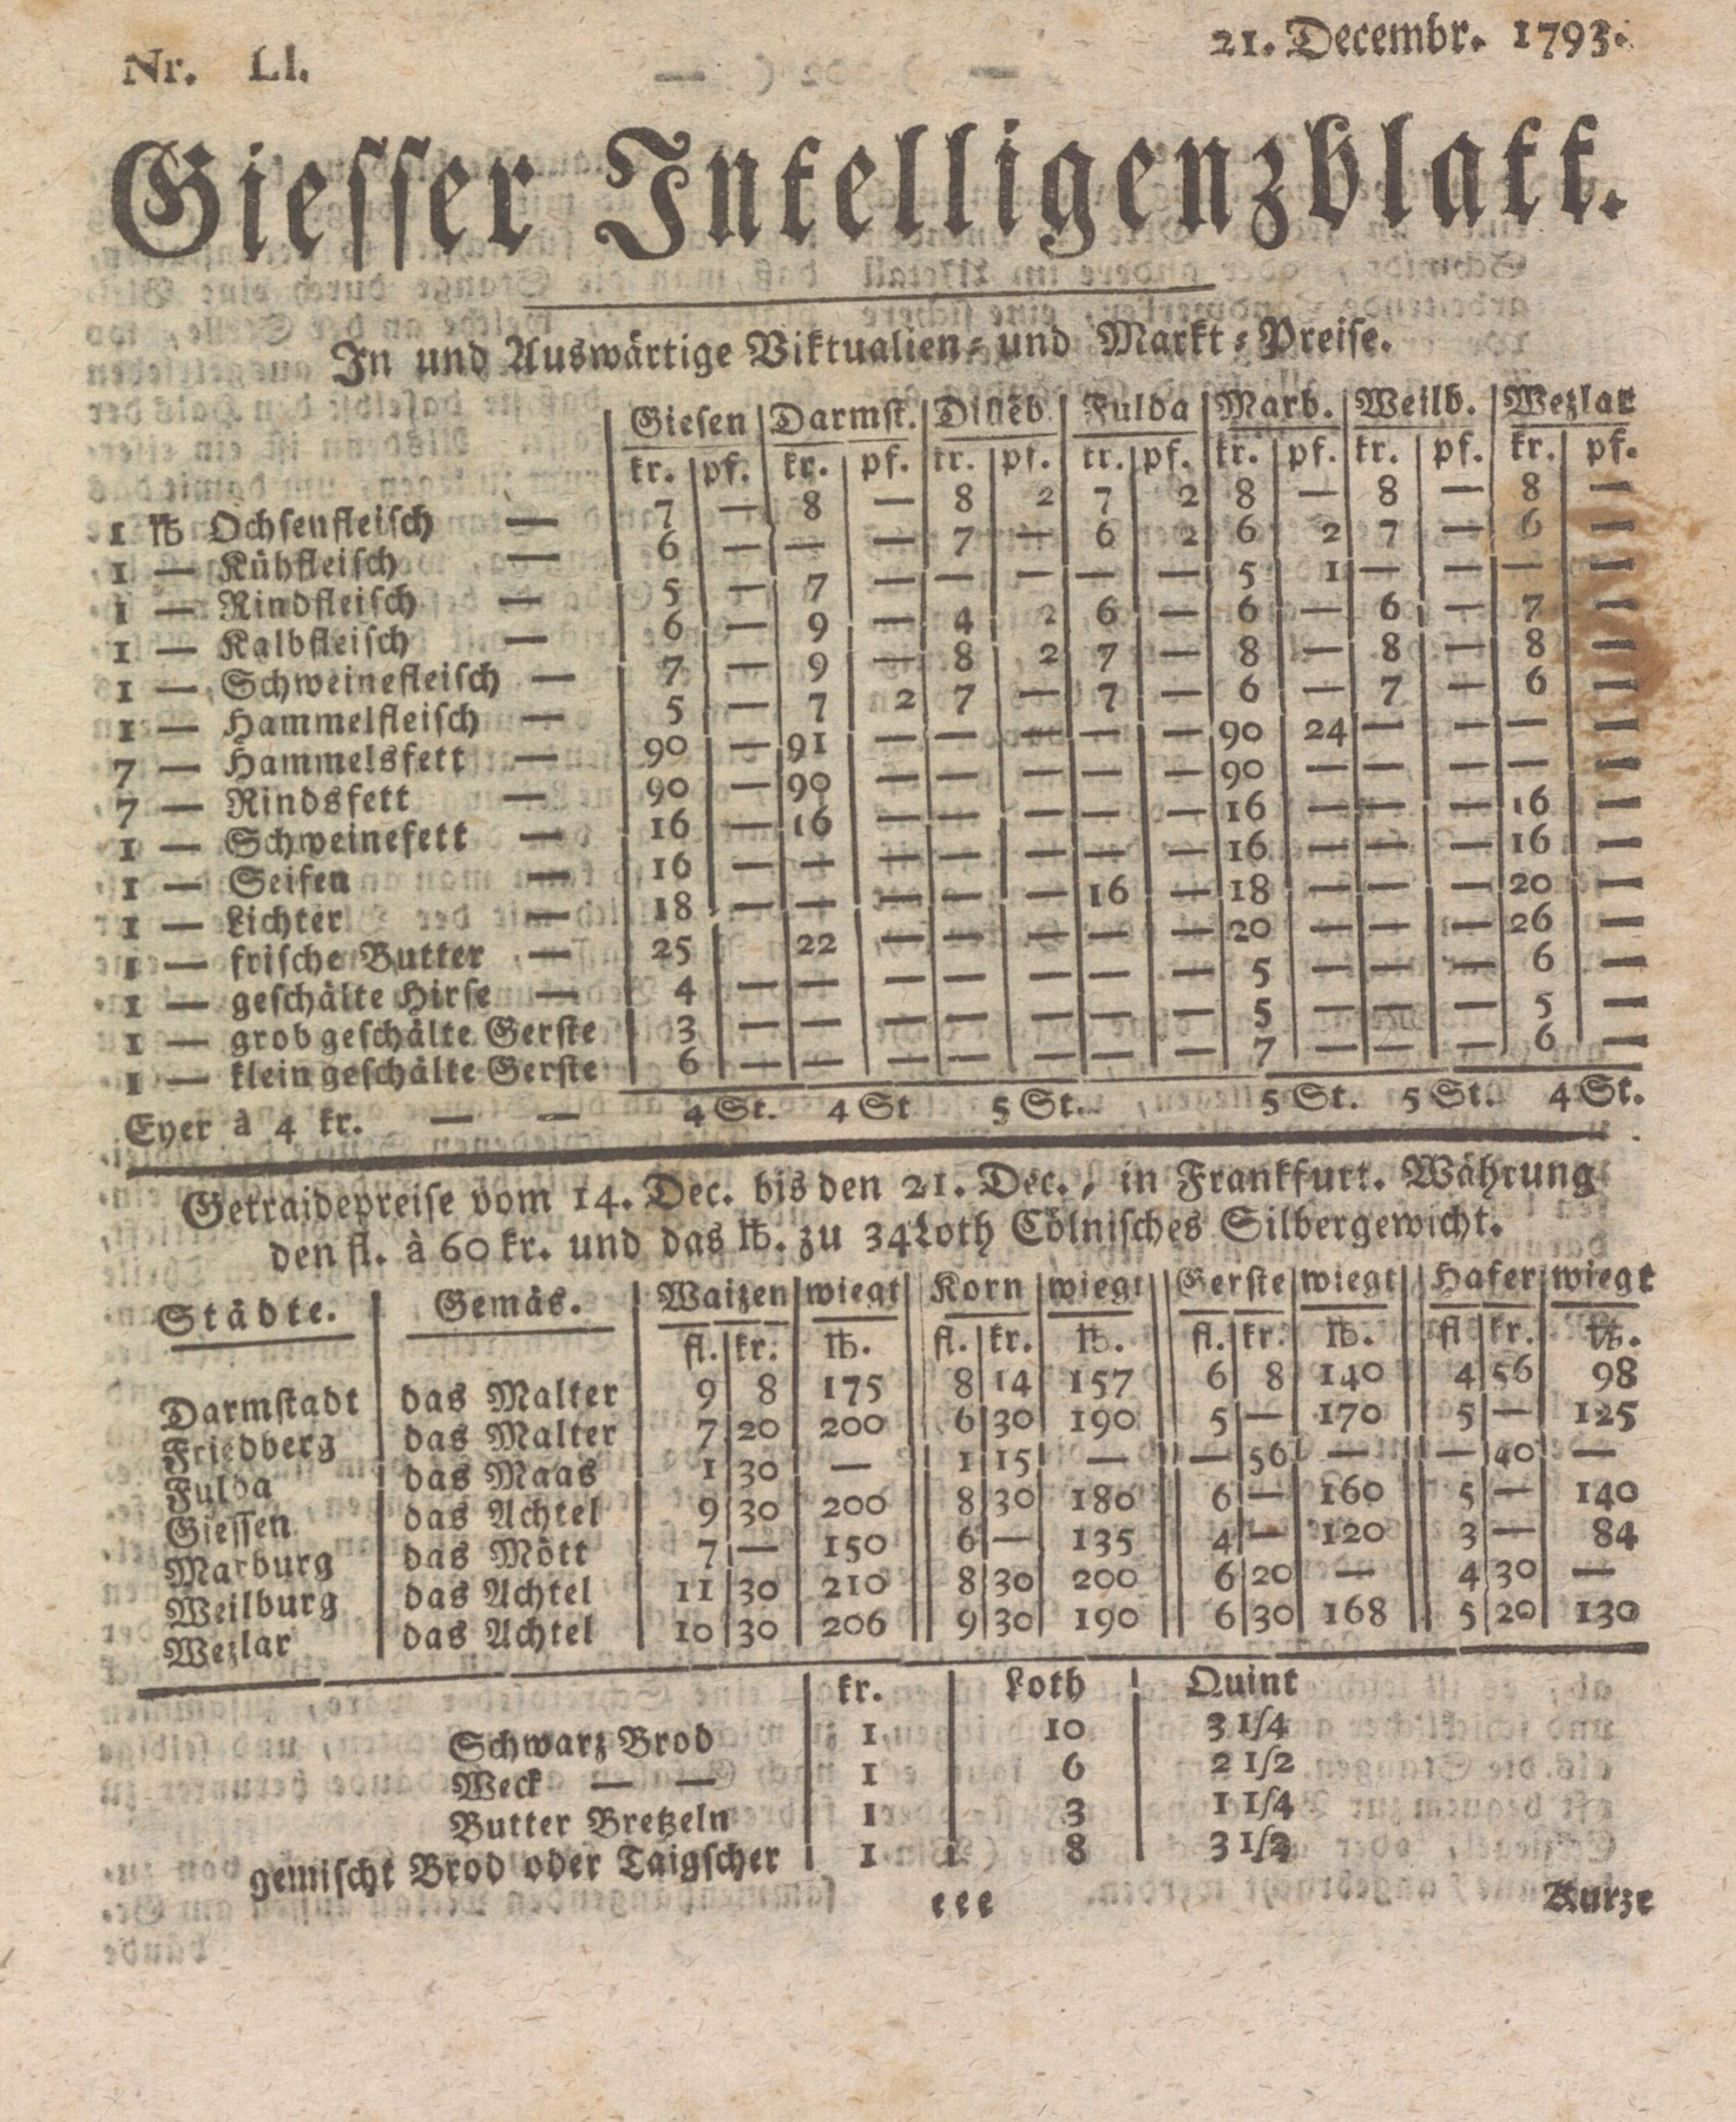 Nr. LI.
21. Decembr. 1793.
Giesser Intelligenzblatt.
In und Auswärtige Viktualien- und Markt-Preise.
Giesen Darmst. Fulda Marb. Weilb. Wezlar
kr. pf. kr. pf. kr. pf. kr. pf. kr. pf. kr. pf. kr. pf.
1 ℔ Ochsenfleisch — 7 — 8 — 8 2 7 2 8 — 8 — 8 —
1 — Kühfleisch — 6 — — — 7 — 6 2 6 2 7 — 6 —
1 — Rindfleisch — 5 — 7 — — — — — 5 1 — — — —
1 — Kalbfleisch — 6 — 9 — 4 2 6 — 6 — 6 — 7 —
1 — Schweinefleisch — 7 — 9 — 8 2 7 — 8 — 8 — 8 —
1 — Hammelfleisch — 5 — 7 2 7 — 7 — 6 — 7 — 6 —
7 — Hammelsfett — 90 — 91 — — — — — 90 24 — — — —
7 — Rindsfett — 90 — 90 — — — — — 90 — — — — —
1 — Schweinefett — 16 — 16 — — — — — 16 — — — 16 —
1 — Seifen — 16 — — — — — — — 16 — — — 16 —
1 — Lichter — 18 — — — — — 16 — 18 — — — 20 —
1 — frische Butter — 25 22 — — — — — 20 — — — 26 —
1 — geschälte Hirse — 4 — — — — — — — 5 — — — 6 —
1 — grob geschälte Gerste 3 — — — — — — — 5 — — — 5 —
1 — klein geschälte Gerste 6 — — — — — — — 7 — — — 6 —
Eyer à 4 kr. — — 4 St. 4 St 5 St. 5 St. 5 St. 4 St.
Getraidepreise vom 14. Dec. bis den 21. Dec., in Frankfurt. Währung
den fl. à 60 kr. und das ℔. zu 34 Loth Cölnisches Silbergewicht.
Städte. Gemäs. Waizen wiegt Korn wiegt Gerste wiegt Hafer wiegt
fl. kr. ℔. fl. kr. ℔. fl. kr. ℔. fl kr. ℔.
Darmstadt das Malter 9 8 175 8 14 157 6 8 140 4 56 98
Friedberg das Malter 7 20 200 6 30 190 5 — 170 5 — 125
Fulda das Maas 1 30 — 1 15 — — 56 — — 40 —
Giessen das Achtel 9 30 200 8 30 180 6 — 160 5 — 140
Marburg das Mött 7 — 150 6 — 135 4 — 120 3 — 84
Weilburg das Achtel 11 30 210 8 30 200 6 20 — 4 30 —
Wezlar das Achtel 10 30 206 9 30 190 6 30 168 5 20 130
kr. Loth Quint
Schwarz Brod 1 10 3 1/4
Weck — — 1 6 2 1/2
Butter Bretzeln 1 3 1 1/4
gemischt Brod oder Taigscher 1 8 3 1/2
eee
Kurze